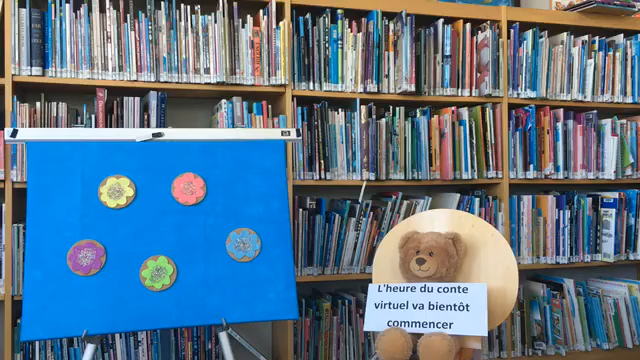 L'heure du conte
virtuel va bientôt
commencer